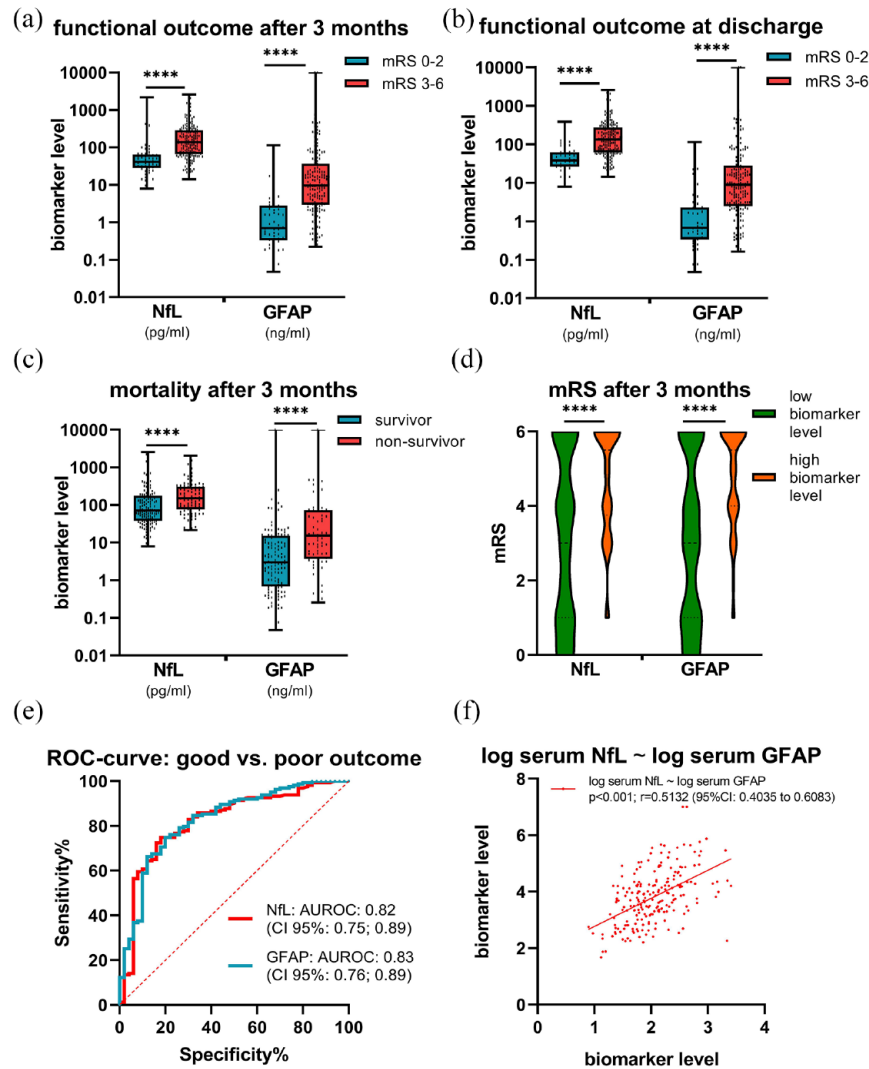 (a)
functional outcome after 3 months
****
****
mRS 0-2
mRS 3-6
10000
1000
100
10
1
0.1
0.01
biomarker level
NfL
(pg/ml)
GFAP
(ng/ml)
(b)
functional outcome at discharge
****
****
mRS 0-2
mRS 3-6
10000
1000
100
10
1
0.1
0.01
biomarker level
NfL
(pg/ml)
GFAP
(ng/ml)
(c)
mortality after 3 months
****
****
survivor
non-survivor
10000
1000
100
10
1
0.1
0.01
biomarker level
NfL
(pg/ml)
GFAP
(ng/ml)
(d)
mRS after 3 months
****
****
low
biomarker
level
high
biomarker
level
6
4
2
0
mRS
NfL
GFAP
(e)
ROC-curve: good vs. poor outcome
100
80
60
40
20
0
Sensitivity%
NfL: AUROC: 0.82
(CI 95%: 0.75; 0.89)
GFAP: AUROC: 0.83
(CI 95%: 0.76; 0.89)
0 20 40 60 80 100
Specificity%
(f)
log serum NfL ~ log serum GFAP
log serum NfL ~ log serum GFAP
p<0.001; r=0.5132 (95%CI: 0.4035 to 0.6083)
8
6
4
2
0
biomarker level
0 1 2 3 4
biomarker level